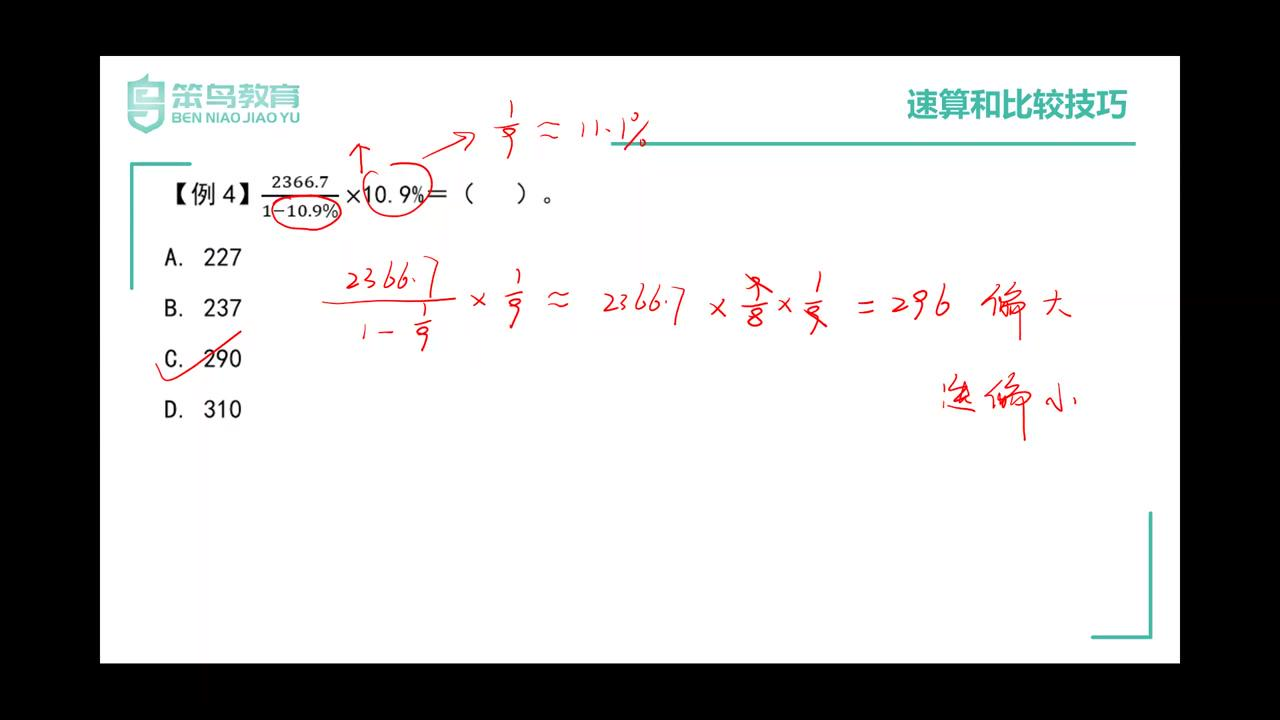 笨鸟教育
BEN NIAO JIAO YU
速算和比较技巧
1/9 ≈ 11.1%
【例 4】2366.7/(1−10.9%)×10.9%=（ ）。
A. 227
B. 237
C. 290
D. 310
2366.7/(1−1/9) × 1/9 ≈ 2366.7 × 9/8 × 1/9 = 296 偏大
选偏小